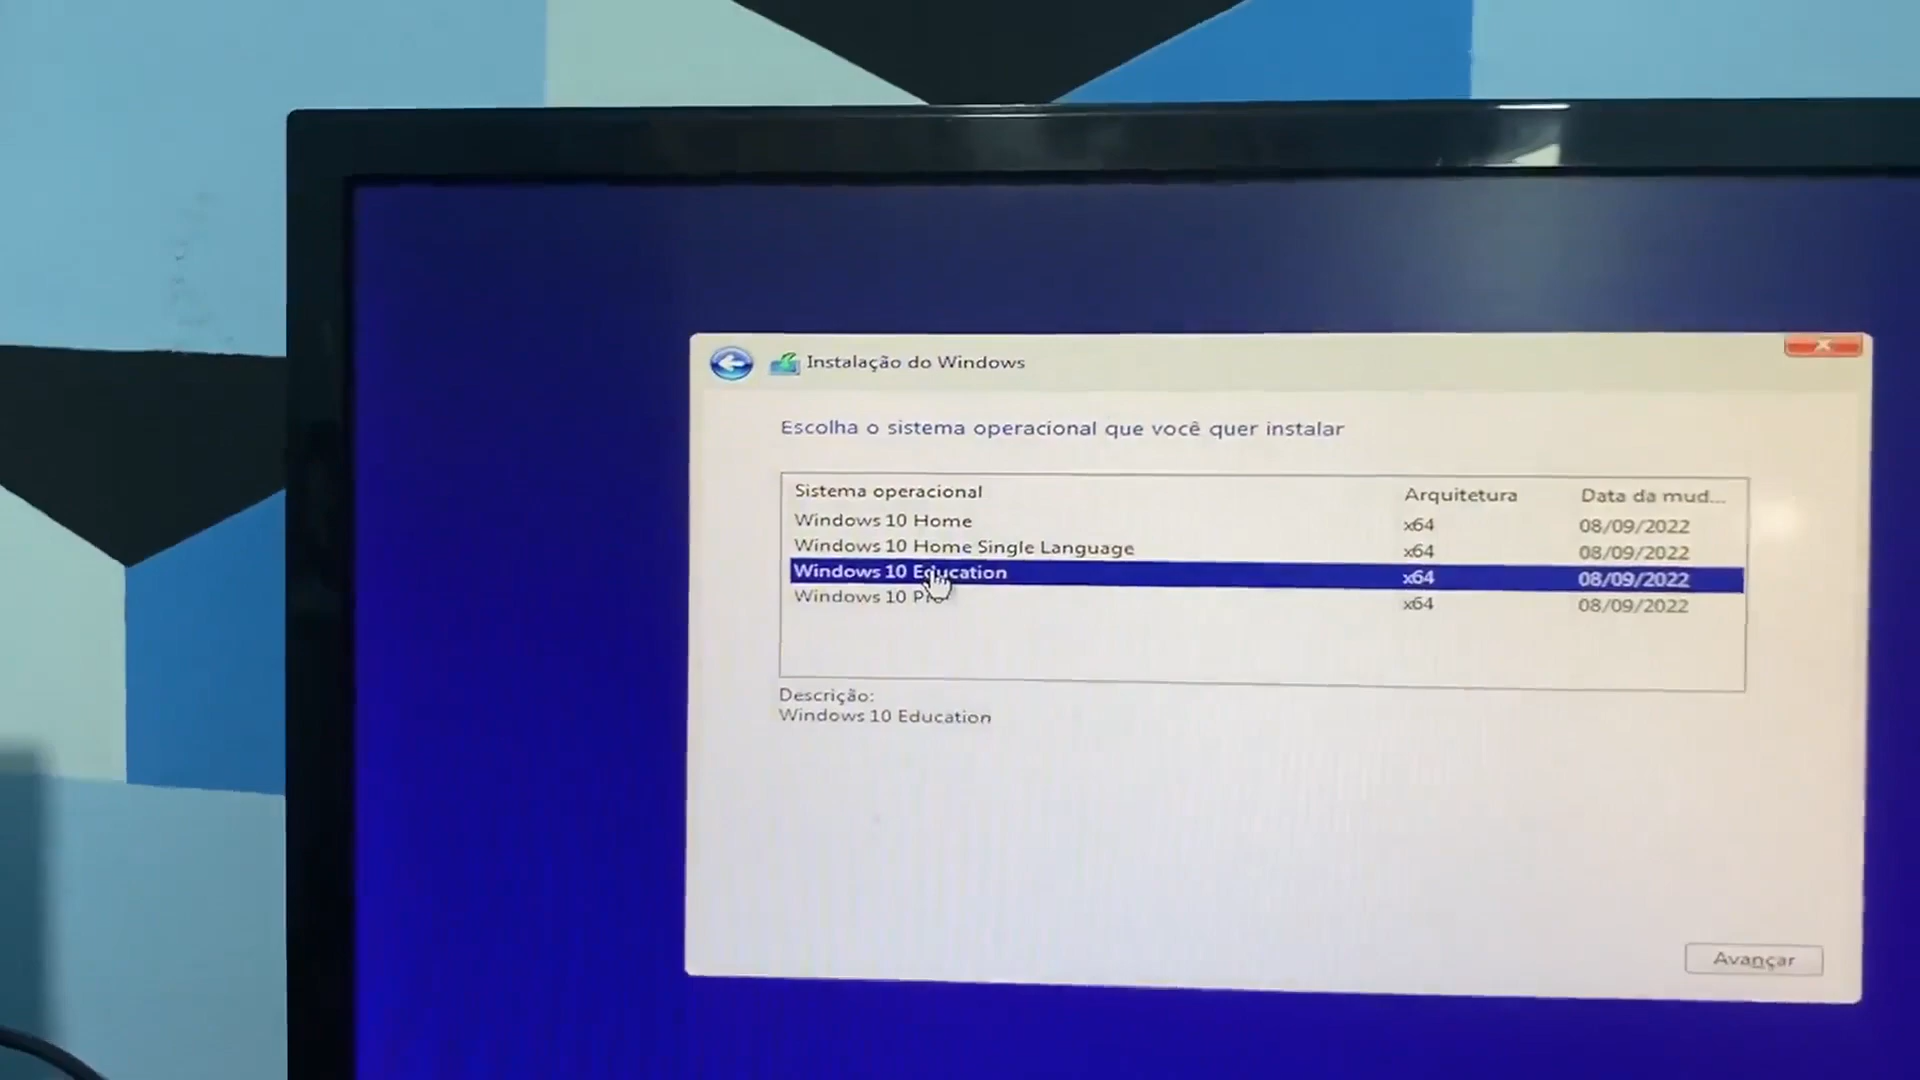 Instalação do Windows
Escolha o sistema operacional que você quer instalar
Sistema operacional Arquitetura Data da mud...
Windows 10 Home x64 08/09/2022
Windows 10 Home Single Language x64 08/09/2022
Windows 10 Education x64 08/09/2022
Windows 10 Pro x64 08/09/2022
Descrição:
Windows 10 Education
Avançar